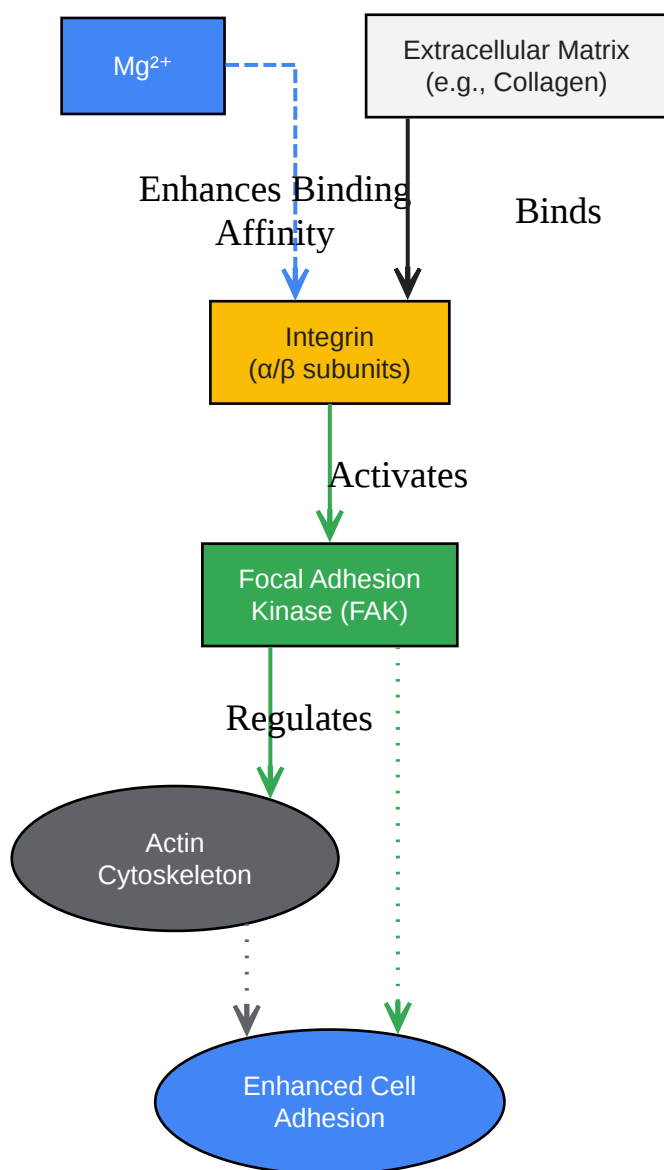 Mg²⁺
Extracellular Matrix
(e.g., Collagen)
Enhances Binding
Affinity
Binds
Integrin
(α/β subunits)
Activates
Focal Adhesion
Kinase (FAK)
Regulates
Actin
Cytoskeleton
Enhanced Cell
Adhesion